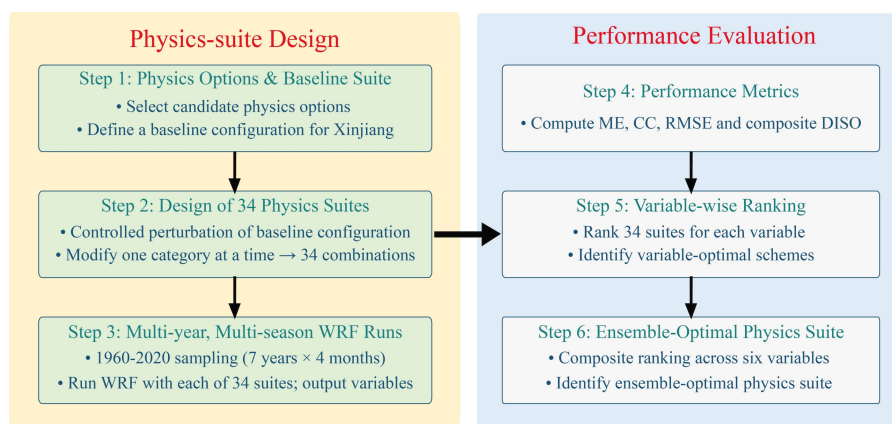 Physics-suite Design
Step 1: Physics Options & Baseline Suite
• Select candidate physics options
• Define a baseline configuration for Xinjiang
Step 2: Design of 34 Physics Suites
• Controlled perturbation of baseline configuration
• Modify one category at a time → 34 combinations
Step 3: Multi-year, Multi-season WRF Runs
• 1960-2020 sampling (7 years × 4 months)
• Run WRF with each of 34 suites; output variables
Performance Evaluation
Step 4: Performance Metrics
• Compute ME, CC, RMSE and composite DISO
Step 5: Variable-wise Ranking
• Rank 34 suites for each variable
• Identify variable-optimal schemes
Step 6: Ensemble-Optimal Physics Suite
• Composite ranking across six variables
• Identify ensemble-optimal physics suite